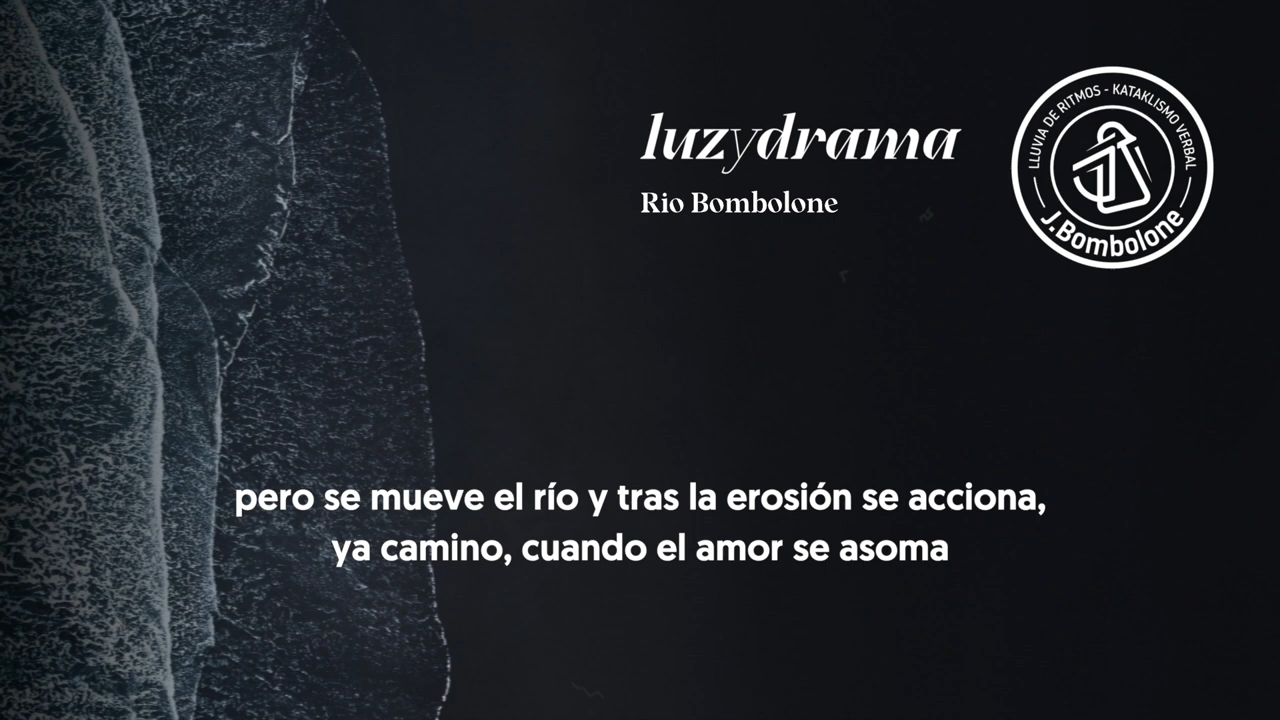 luzydrama
Rio Bombolone
LLUVIA DE RITMOS - KATAKLISMO VERBAL
J.Bombolone
pero se mueve el río y tras la erosión se acciona,
ya camino, cuando el amor se asoma